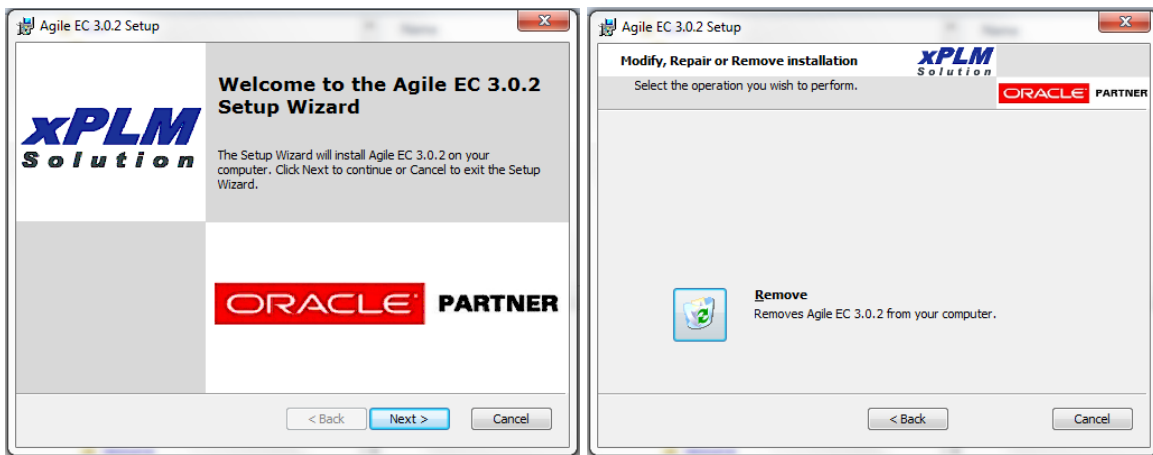 Agile EC 3.0.2 Setup
Welcome to the Agile EC 3.0.2
Setup Wizard
xPLM
Solution
The Setup Wizard will install Agile EC 3.0.2 on your
computer. Click Next to continue or Cancel to exit the Setup
Wizard.
ORACLE PARTNER
< Back Next > Cancel
Agile EC 3.0.2 Setup
Modify, Repair or Remove installation
Select the operation you wish to perform.
xPLM
Solution
ORACLE PARTNER
Remove
Removes Agile EC 3.0.2 from your computer.
< Back Cancel